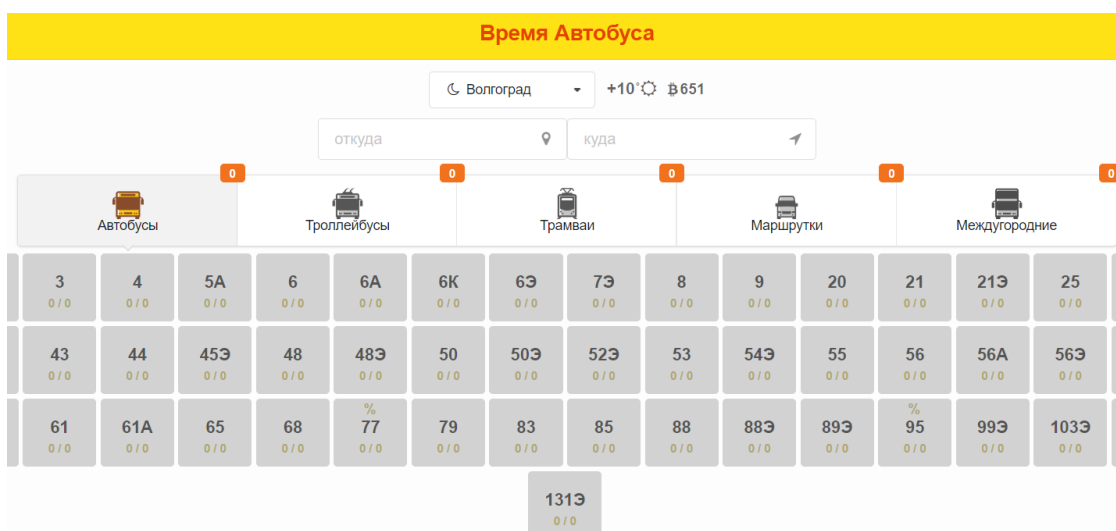 Время Автобуса
Волгоград +10° ₿651
откуда куда
0 0 0 0 0
Автобусы Троллейбусы Трамваи Маршрутки Междугородние
3 4 5А 6 6А 6К 6Э 7Э 8 9 20 21 21Э 25
0 / 0 0 / 0 0 / 0 0 / 0 0 / 0 0 / 0 0 / 0 0 / 0 0 / 0 0 / 0 0 / 0 0 / 0 0 / 0 0 / 0
43 44 45Э 48 48Э 50 50Э 52Э 53 54Э 55 56 56А 56Э
0 / 0 0 / 0 0 / 0 0 / 0 0 / 0 0 / 0 0 / 0 0 / 0 0 / 0 0 / 0 0 / 0 0 / 0 0 / 0 0 / 0
% %
61 61А 65 68 77 79 83 85 88 88Э 89Э 95 99Э 103Э
0 / 0 0 / 0 0 / 0 0 / 0 0 / 0 0 / 0 0 / 0 0 / 0 0 / 0 0 / 0 0 / 0 0 / 0 0 / 0 0 / 0
131Э
0 / 0